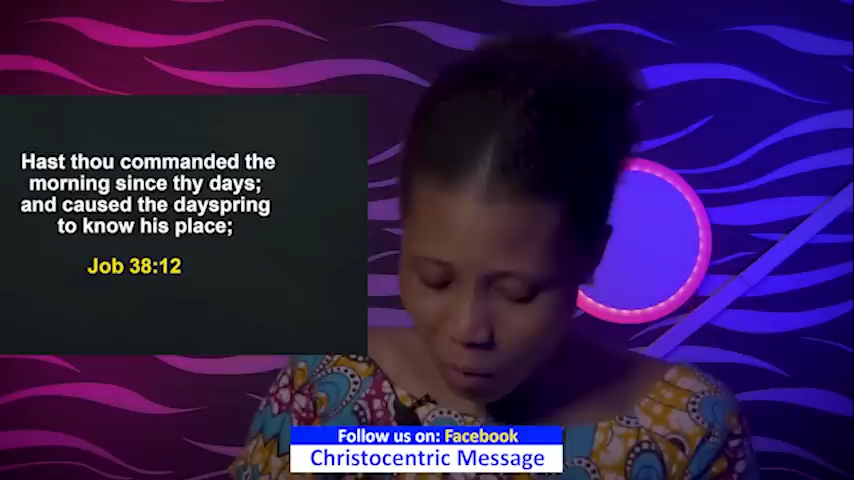 Hast thou commanded the
morning since thy days;
and caused the dayspring
to know his place;
Job 38:12
Follow us on: Facebook
Christocentric Message